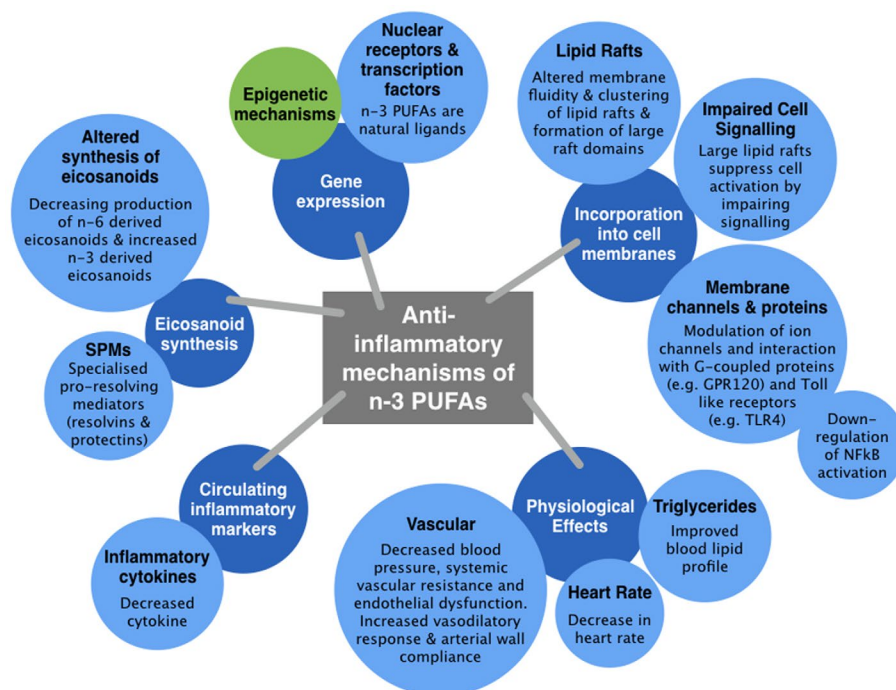 Nuclear
receptors &
transcription
factors
n-3 PUFAs are
natural ligands
Epigenetic
mechanisms
Gene
expression
Lipid Rafts
Altered membrane
fluidity & clustering
of lipid rafts &
formation of large
raft domains
Impaired Cell
Signalling
Large lipid rafts
suppress cell
activation by
impairing
signalling
Incorporation
into cell
membranes
Altered
synthesis of
eicosanoids
Decreasing production
of n-6 derived
eicosanoids & increased
n-3 derived
eicosanoids
Eicosanoid
synthesis
SPMs
Specialised
pro-resolving
mediators
(resolvins &
protectins)
Anti-
inflammatory
mechanisms of
n-3 PUFAs
Membrane
channels & proteins
Modulation of ion
channels and interaction
with G-coupled proteins
(e.g. GPR120) and Toll
like receptors
(e.g. TLR4)
Down-
regulation
of NFkB
activation
Circulating
inflammatory
markers
Inflammatory
cytokines
Decreased
cytokine
Physiological
Effects
Vascular
Decreased blood
pressure, systemic
vascular resistance and
endothelial dysfunction.
Increased vasodilatory
response & arterial wall
compliance
Heart Rate
Decrease in
heart rate
Triglycerides
Improved
blood lipid
profile